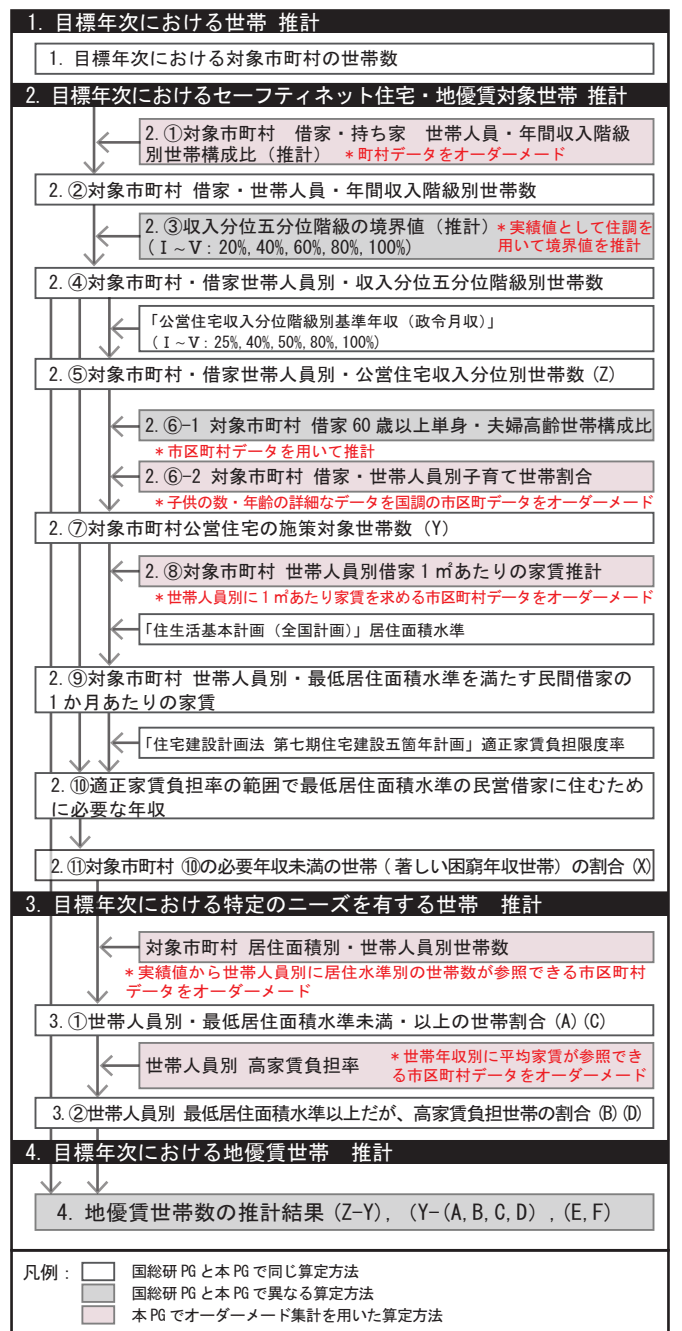 1. 目標年次における世帯 推計
1. 目標年次における対象市町村の世帯数
2. 目標年次におけるセーフティネット住宅・地優賃対象世帯 推計
2. ①対象市町村　借家・持ち家　世帯人員・年間収入階級
別世帯構成比（推計）　＊町村データをオーダーメード
2. ②対象市町村 借家・世帯人員・年間収入階級別世帯数
2. ③収入分位五分位階級の境界値（推計）
（Ⅰ～Ⅴ: 20%, 40%, 60%, 80%, 100%）
＊実績値として住調を
用いて境界値を推計
2. ④対象市町村・借家世帯人員別・収入分位五分位階級別世帯数
「公営住宅収入分位階級別基準年収（政令月収）」
（Ⅰ～Ⅴ: 25%, 40%, 50%, 80%, 100%）
2. ⑤対象市町村・借家世帯人員別・公営住宅収入分位別世帯数 (Z)
2. ⑥-1 対象市町村 借家 60 歳以上単身・夫婦高齢世帯構成比
＊市区町村データを用いて推計
2. ⑥-2 対象市町村 借家・世帯人員別子育て世帯割合
＊子供の数・年齢の詳細なデータを国調の市区町データをオーダーメード
2. ⑦対象市町村公営住宅の施策対象世帯数 (Y)
2. ⑧対象市町村 世帯人員別借家１㎡あたりの家賃推計
＊世帯人員別に１㎡あたり家賃を求める市区町村データをオーダーメード
「住生活基本計画（全国計画）」居住面積水準
2. ⑨対象市町村 世帯人員別・最低居住面積水準を満たす民間借家の
１か月あたりの家賃
「住宅建設計画法 第七期住宅建設五箇年計画」適正家賃負担限度率
2. ⑩適正家賃負担率の範囲で最低居住面積水準の民営借家に住むため
に必要な年収
2. ⑪対象市町村 ⑩の必要年収未満の世帯（著しい困窮年収世帯）の割合 (X)
3. 目標年次における特定のニーズを有する世帯　推計
対象市町村 居住面積別・世帯人員別世帯数
＊実績値から世帯人員別に居住水準別の世帯数が参照できる市区町村
データをオーダーメード
3. ①世帯人員別・最低居住面積水準未満・以上の世帯割合 (A) (C)
世帯人員別 高家賃負担率
＊世帯年収別に平均家賃が参照でき
る市区町村データをオーダーメード
3. ②世帯人員別 最低居住面積水準以上だが、高家賃負担世帯の割合 (B) (D)
4. 目標年次における地優賃世帯　推計
4. 地優賃世帯数の推計結果 (Z-Y), (Y-(A, B, C, D) , (E, F)
凡例：　国総研 PG と本 PG で同じ算定方法
国総研 PG と本 PG で異なる算定方法
本 PG でオーダーメード集計を用いた算定方法